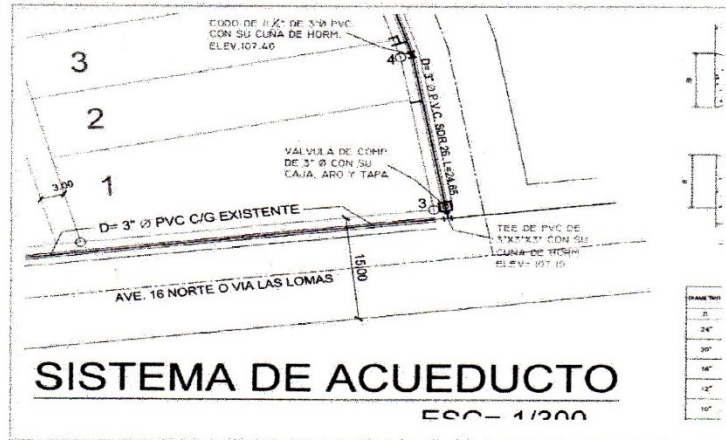 CODO DE 11 ¼" DE 3"Ø PVC
CON SU CUÑA DE HORM.
ELEV.107.40
3
4
2
D= 3" Ø P.V.C. SDR 26. L=24.65
VALVULA DE COMP.
DE 3" Ø CON SU
CAJA, ARO Y TAPA
3.00
1
3
D= 3" Ø PVC C/G EXISTENTE
TEE DE PVC DE
3"X3"X3" CON SU
CUÑA DE HORM
ELEV= 107.10
AVE. 16 NORTE O VIA LAS LOMAS
15.00
DIAMETRO
24"
20"
16"
12"
10"
SISTEMA DE ACUEDUCTO
ESC= 1/300